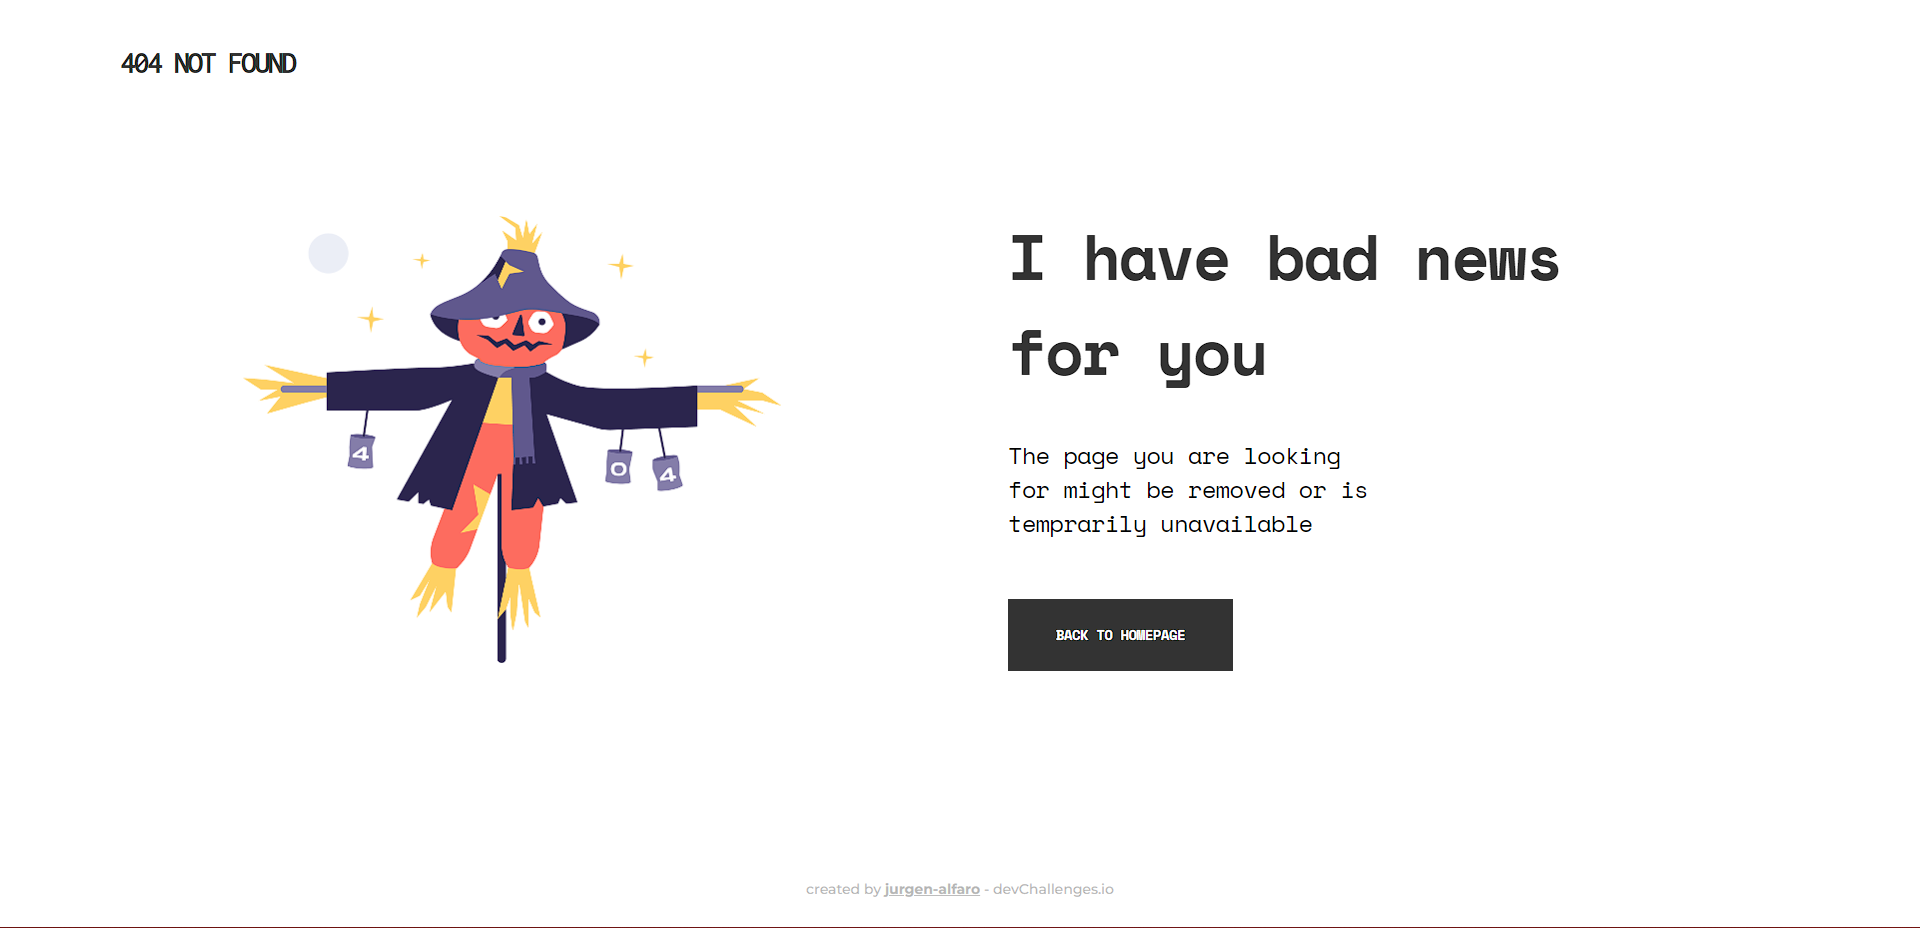 404 NOT FOUND
I have bad news
for you
4
0
4
The page you are looking
for might be removed or is
temprarily unavailable
BACK TO HOMEPAGE
created by jurgen-alfaro - devChallenges.io